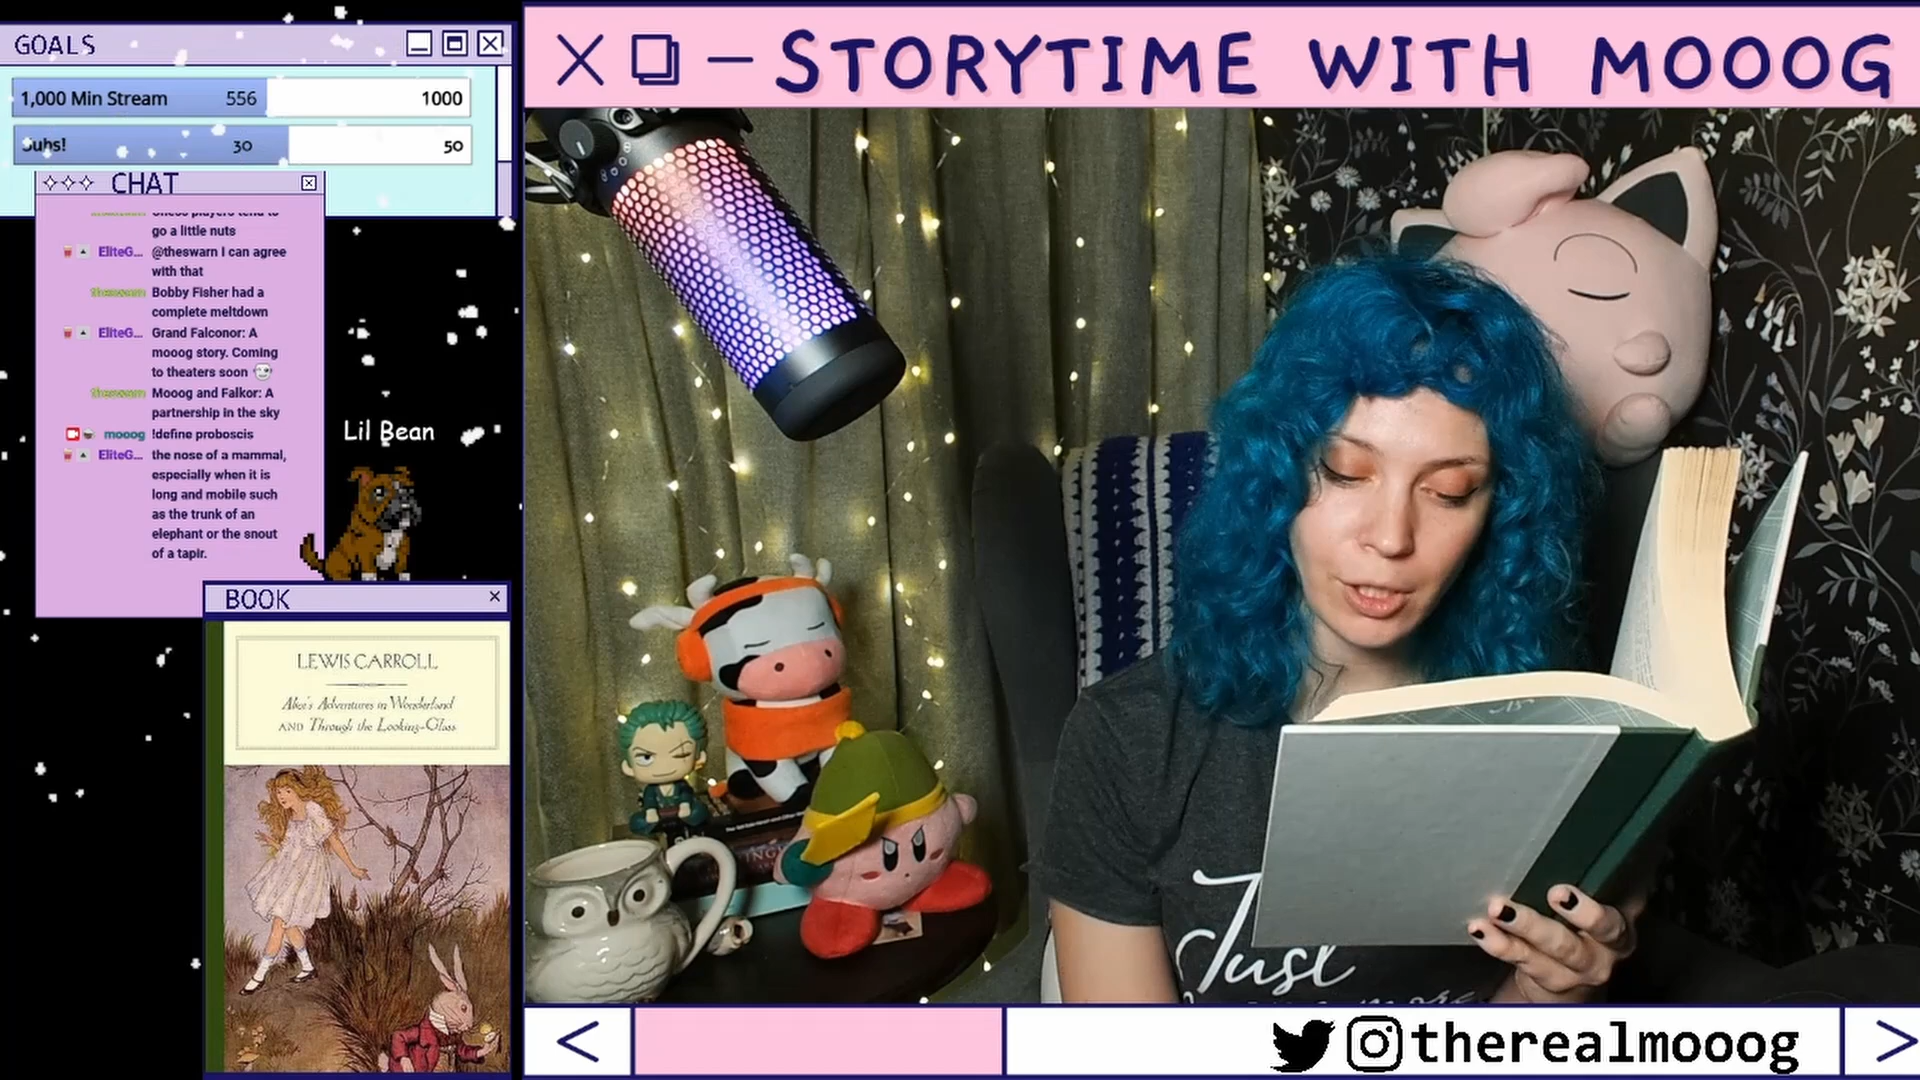 GOALS
1,000 Min Stream 556 1000
Subs! 30 50
CHAT
go a little nuts
EliteG... @theswarn I can agree
with that
Bobby Fisher had a
complete meltdown
EliteG... Grand Falconor: A
mooog story. Coming
to theaters soon
Mooog and Falkor: A
partnership in the sky
mooog !define proboscis
EliteG... the nose of a mammal,
especially when it is
long and mobile such
as the trunk of an
elephant or the snout
of a tapir.
Lil Bean
BOOK
LEWIS CARROLL
Alice's Adventures in Wonderland
AND Through the Looking-Glass
STORYTIME WITH MOOOG
Just
therealmooog